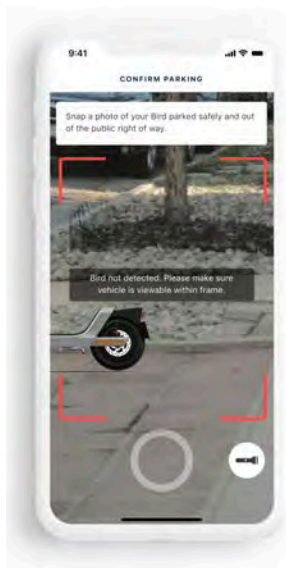 9:41
CONFIRM PARKING
Snap a photo of your Bird parked safely and out
of the public right of way.
Bird not detected. Please make sure
vehicle is viewable within frame.